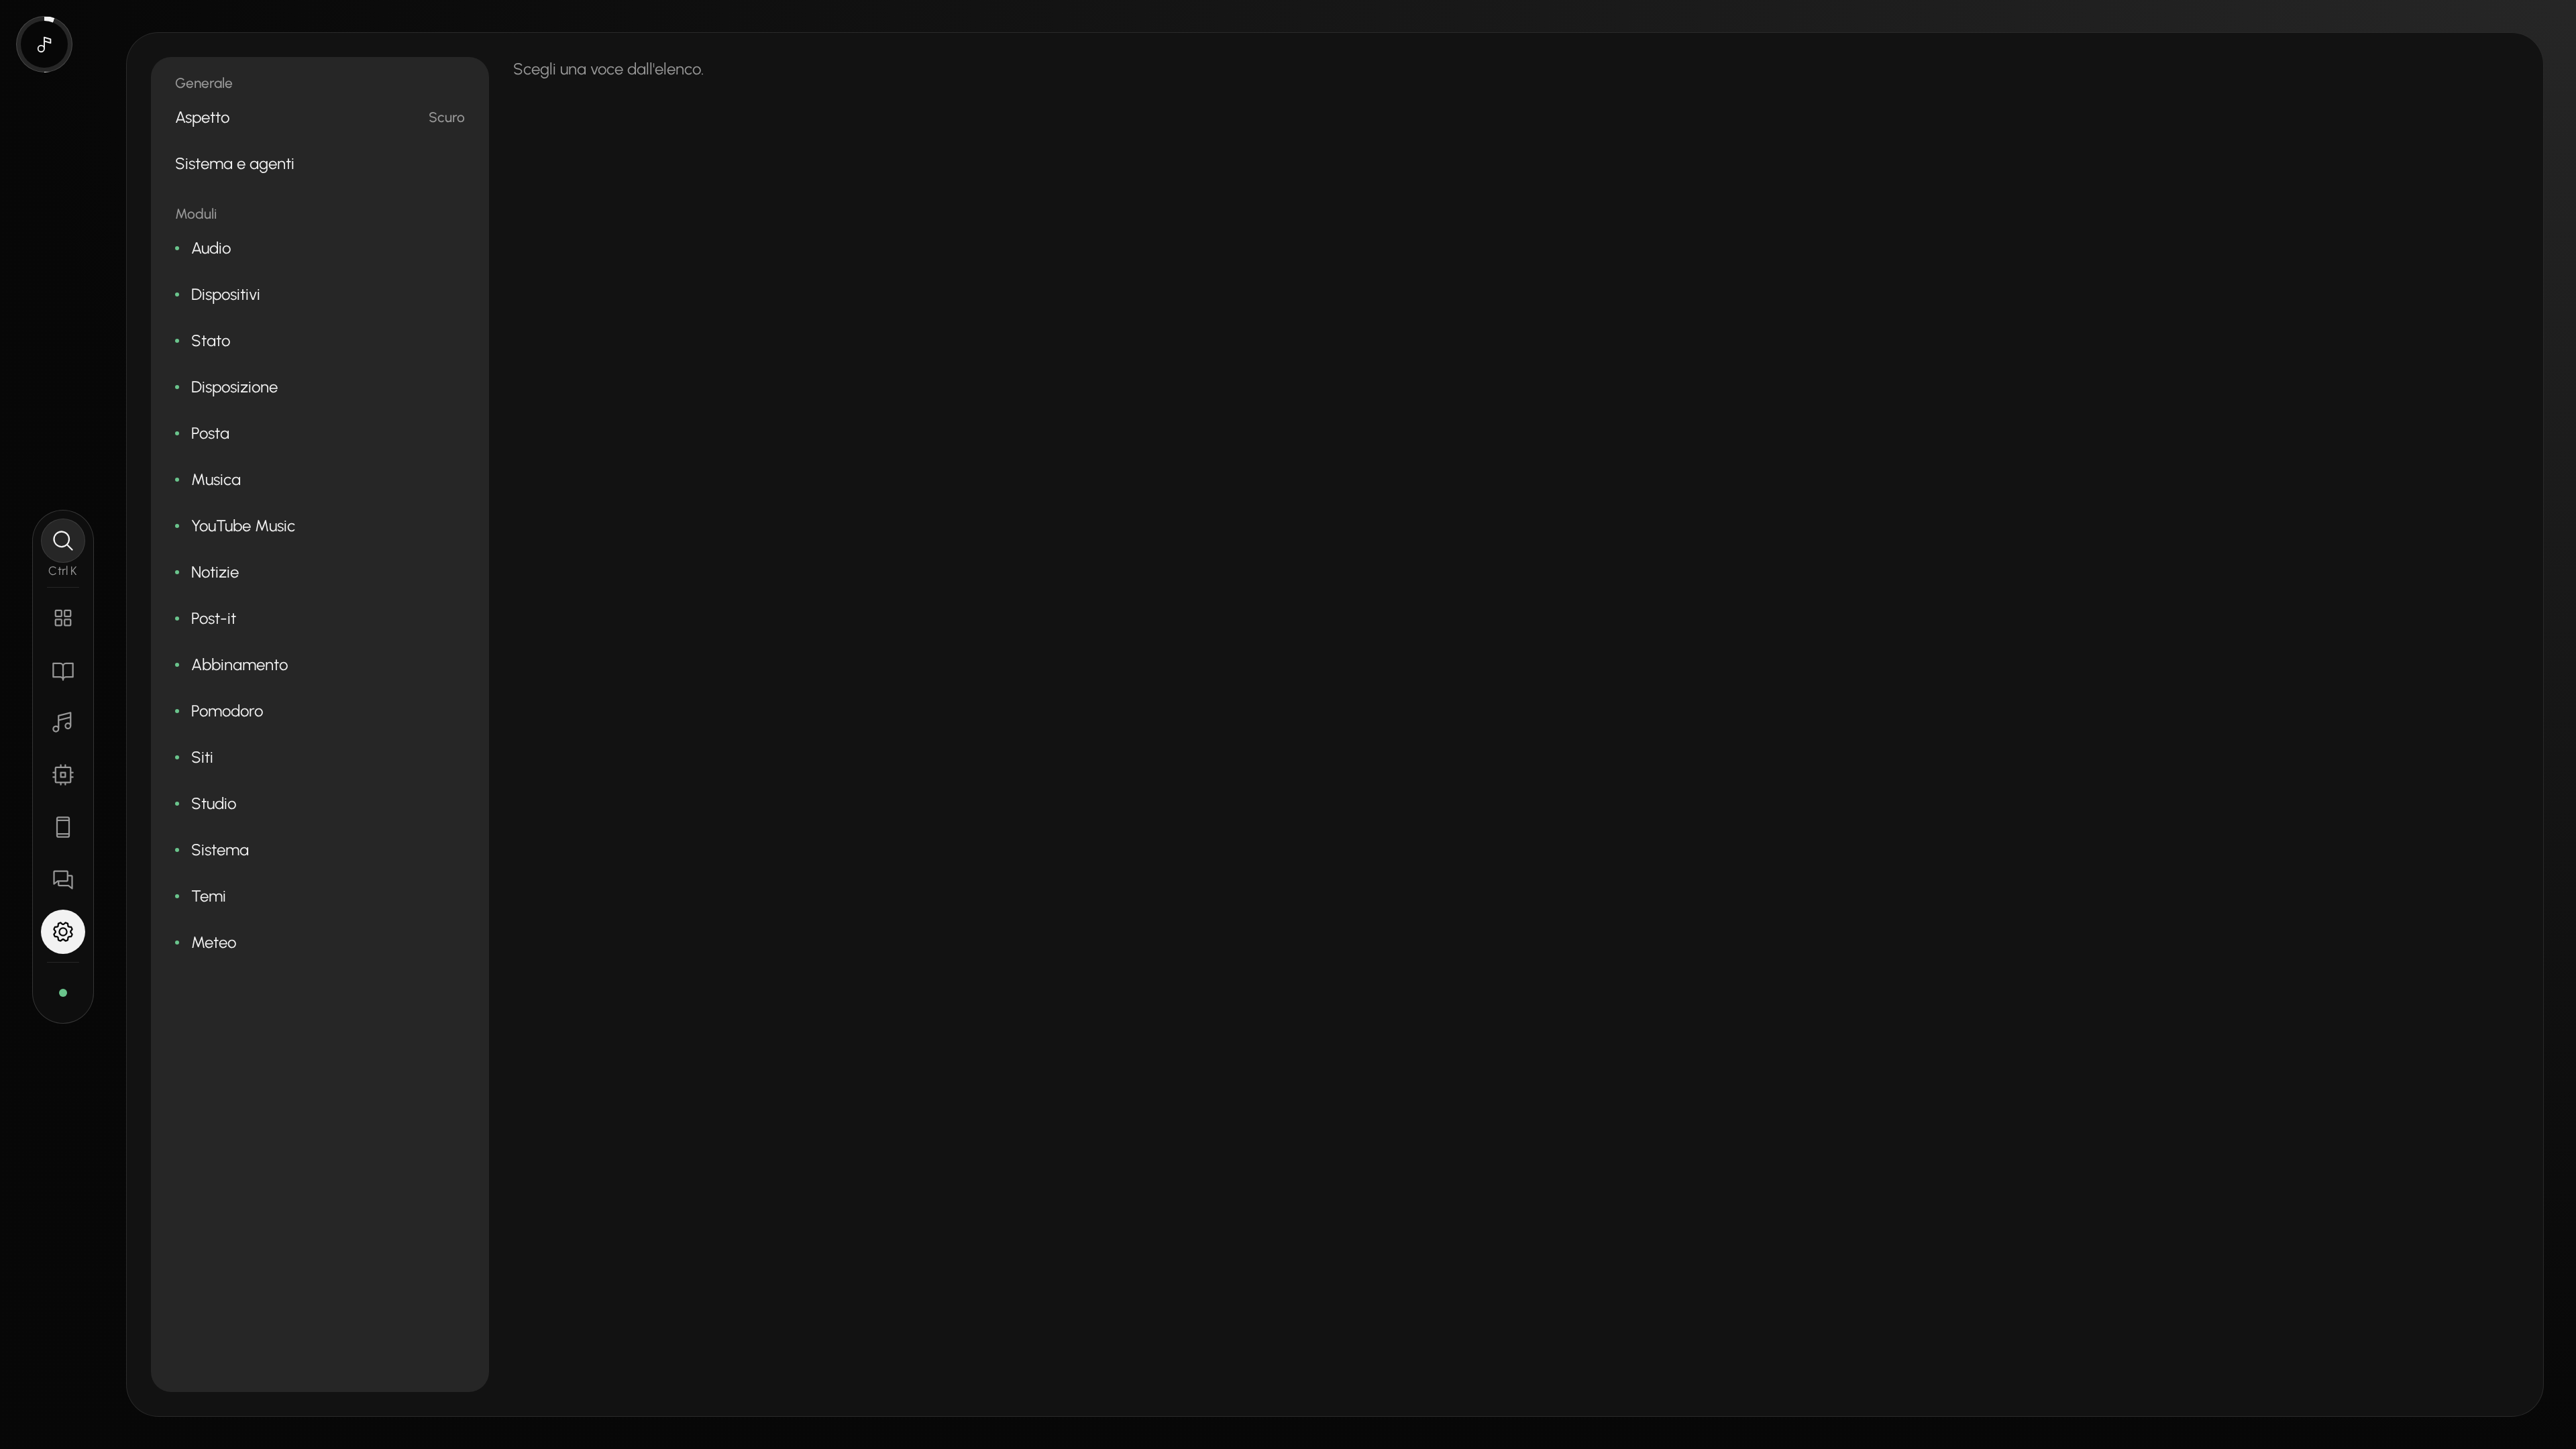 Generale
Aspetto Scuro
Sistema e agenti
Moduli
Audio
Dispositivi
Stato
Disposizione
Posta
Musica
YouTube Music
Notizie
Post-it
Abbinamento
Pomodoro
Siti
Studio
Sistema
Temi
Meteo
Scegli una voce dall'elenco.
Ctrl K